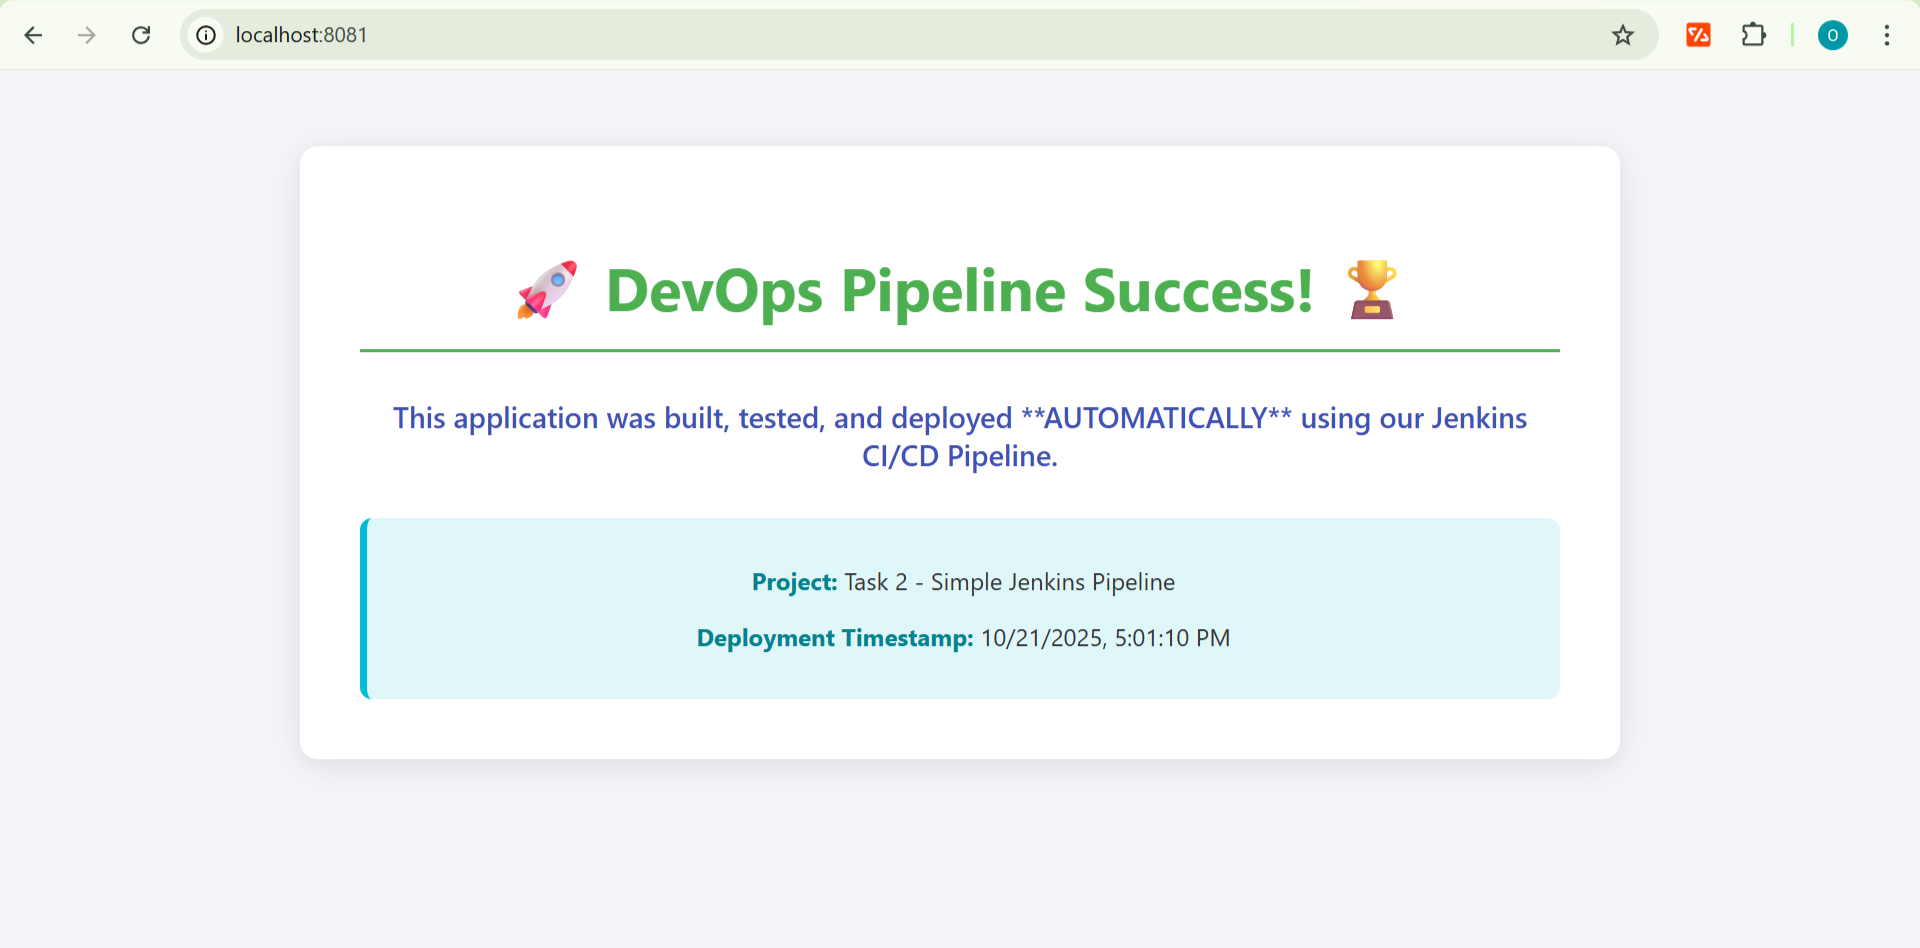 localhost:8081
O
🚀 DevOps Pipeline Success! 🏆
This application was built, tested, and deployed **AUTOMATICALLY** using our Jenkins
CI/CD Pipeline.
Project: Task 2 - Simple Jenkins Pipeline
Deployment Timestamp: 10/21/2025, 5:01:10 PM